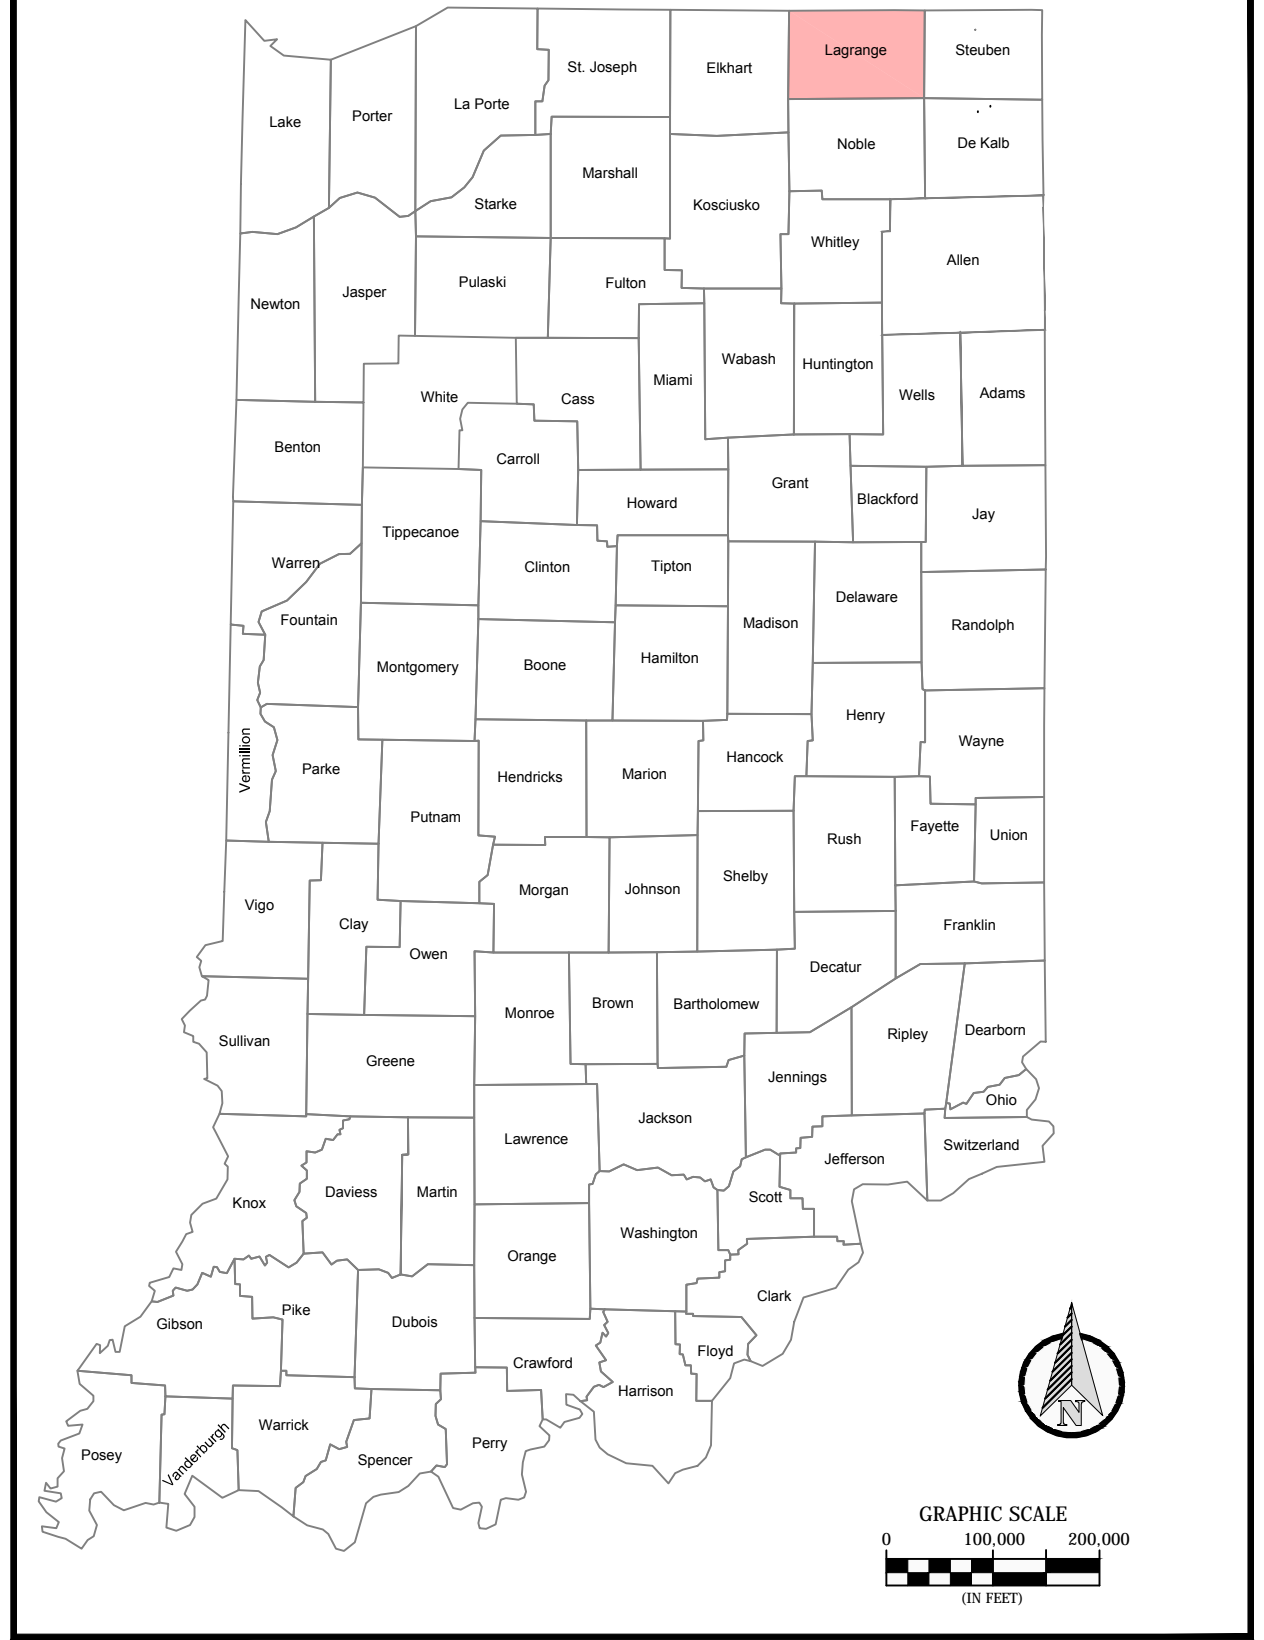 Lagrange
Steuben
St. Joseph
Elkhart
La Porte
Porter
Lake
Noble
De Kalb
Marshall
Starke
Kosciusko
Whitley
Allen
Pulaski
Fulton
Jasper
Newton
Wabash
Huntington
Miami
Wells
Adams
White
Cass
Benton
Carroll
Grant
Blackford
Howard
Jay
Tippecanoe
Warren
Clinton
Tipton
Delaware
Fountain
Madison
Randolph
Montgomery
Boone
Hamilton
Henry
Wayne
Vermillion
Parke
Hendricks
Marion
Hancock
Putnam
Rush
Fayette
Union
Shelby
Morgan
Johnson
Vigo
Clay
Franklin
Owen
Decatur
Monroe
Brown
Bartholomew
Ripley
Dearborn
Sullivan
Greene
Jennings
Ohio
Jackson
Lawrence
Switzerland
Jefferson
Daviess
Martin
Scott
Knox
Washington
Orange
Clark
Pike
Gibson
Dubois
Floyd
Crawford
Harrison
N
Warrick
Vanderburgh
Perry
Posey
Spencer
GRAPHIC SCALE
0 100,000 200,000
(IN FEET)